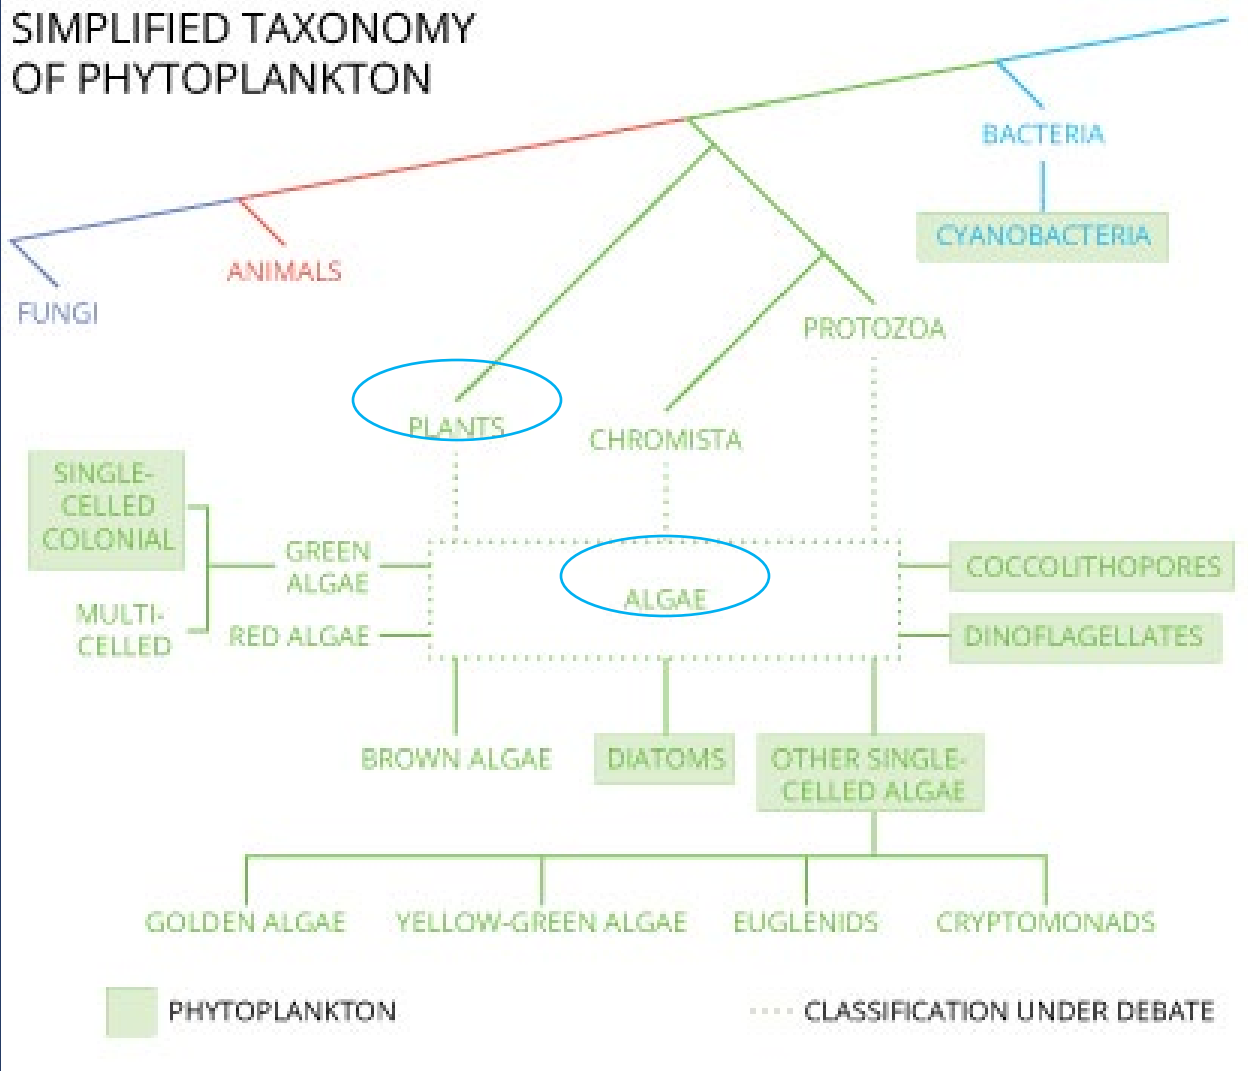 SIMPLIFIED TAXONOMY
OF PHYTOPLANKTON
BACTERIA
CYANOBACTERIA
ANIMALS
FUNGI
PROTOZOA
PLANTS
CHROMISTA
SINGLE-
CELLED
COLONIAL
GREEN
ALGAE
MULTI-
CELLED
RED ALGAE
ALGAE
COCCOLITHOPORES
DINOFLAGELLATES
BROWN ALGAE
DIATOMS
OTHER SINGLE-
CELLED ALGAE
GOLDEN ALGAE
YELLOW-GREEN ALGAE
EUGLENIDS
CRYPTOMONADS
PHYTOPLANKTON
CLASSIFICATION UNDER DEBATE